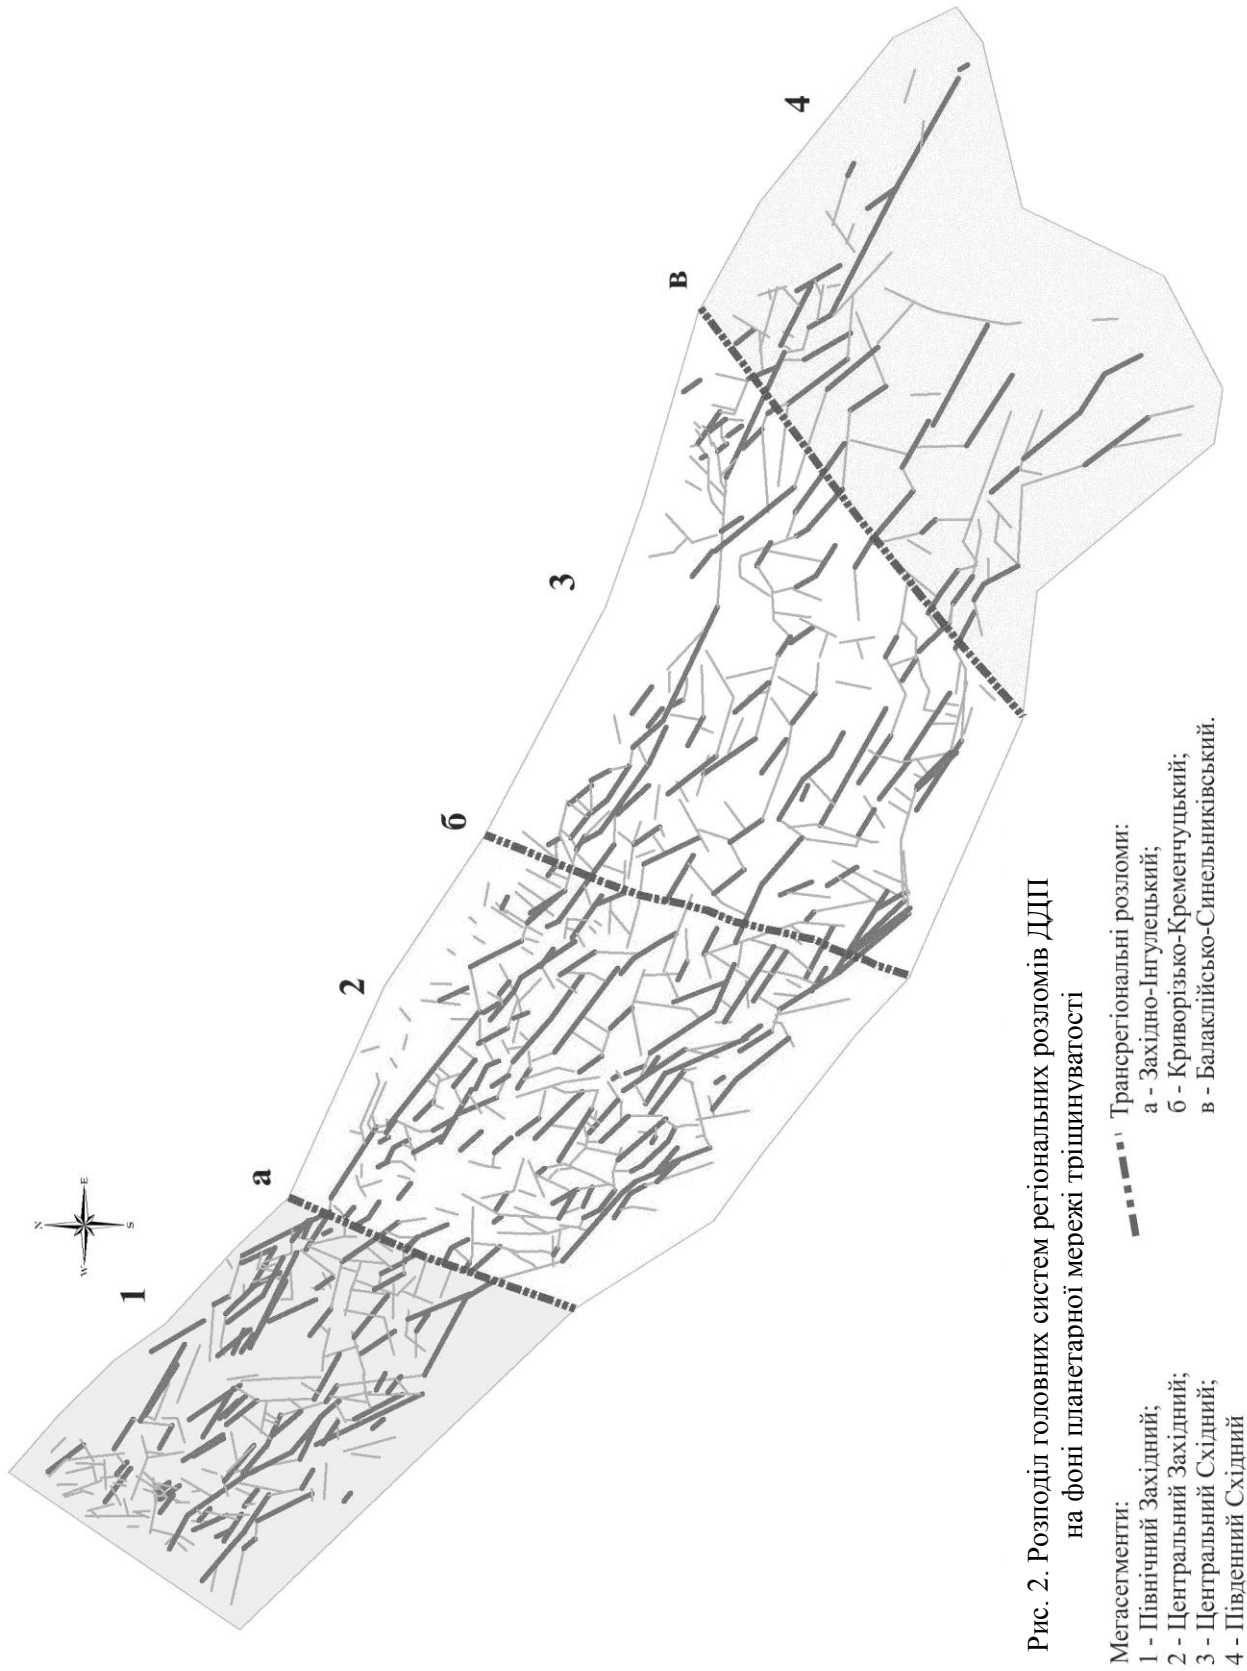 N
W
E
S
1
а
2
б
3
в
4
Рис. 2. Розподіл головних систем регіональних розломів ДДП
на фоні планетарної мережі тріщинуватості
Мегасегменти:
1 - Північний Західний;
2 - Центральний Західний;
3 - Центральний Східний;
4 - Південний Східний
Трансрегіональні розломи:
а - Західно-Інгулецький;
б - Криворізько-Кременчуцький;
в - Балаклійсько-Синельниківський.